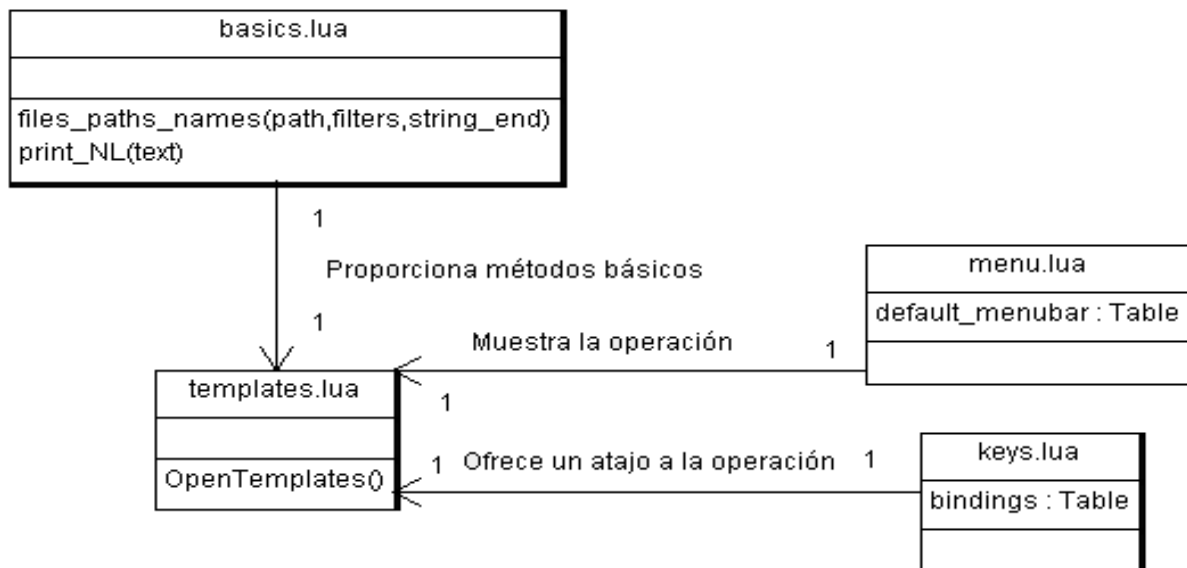 basics.lua
files_paths_names(path,filters,string_end)
print_NL(text)
1
Proporciona métodos básicos
1
menu.lua
default_menubar : Table
Muestra la operación
1
1
templates.lua
OpenTemplates()
1
Ofrece un atajo a la operación
1
keys.lua
bindings : Table